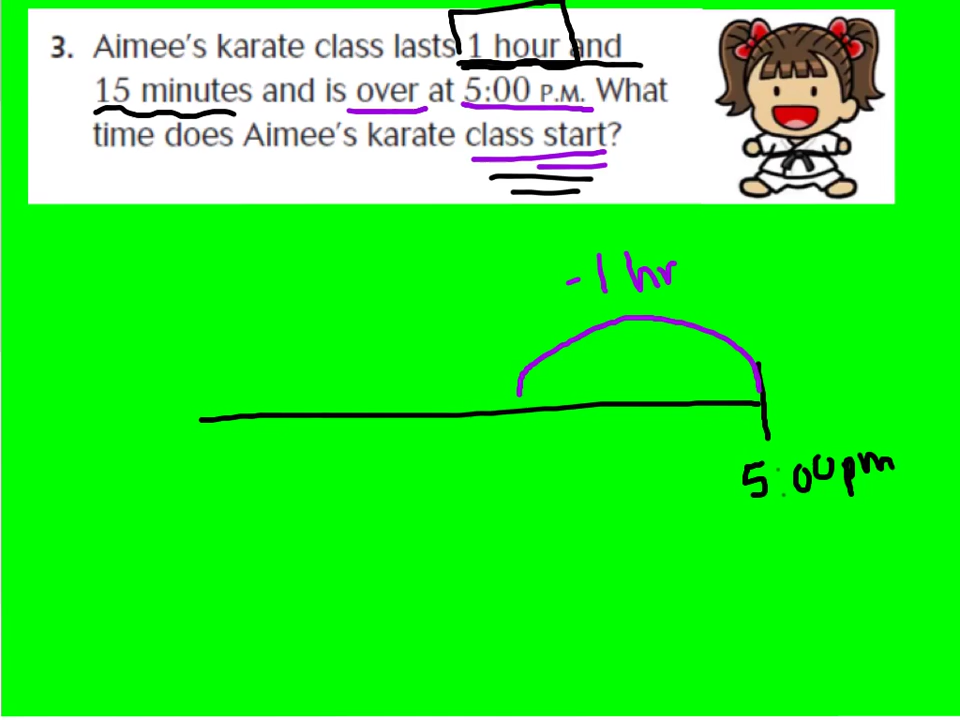 3. Aimee's karate class lasts 1 hour and
15 minutes and is over at 5:00 P.M. What
time does Aimee's karate class start?
-1 hr
5:00pm